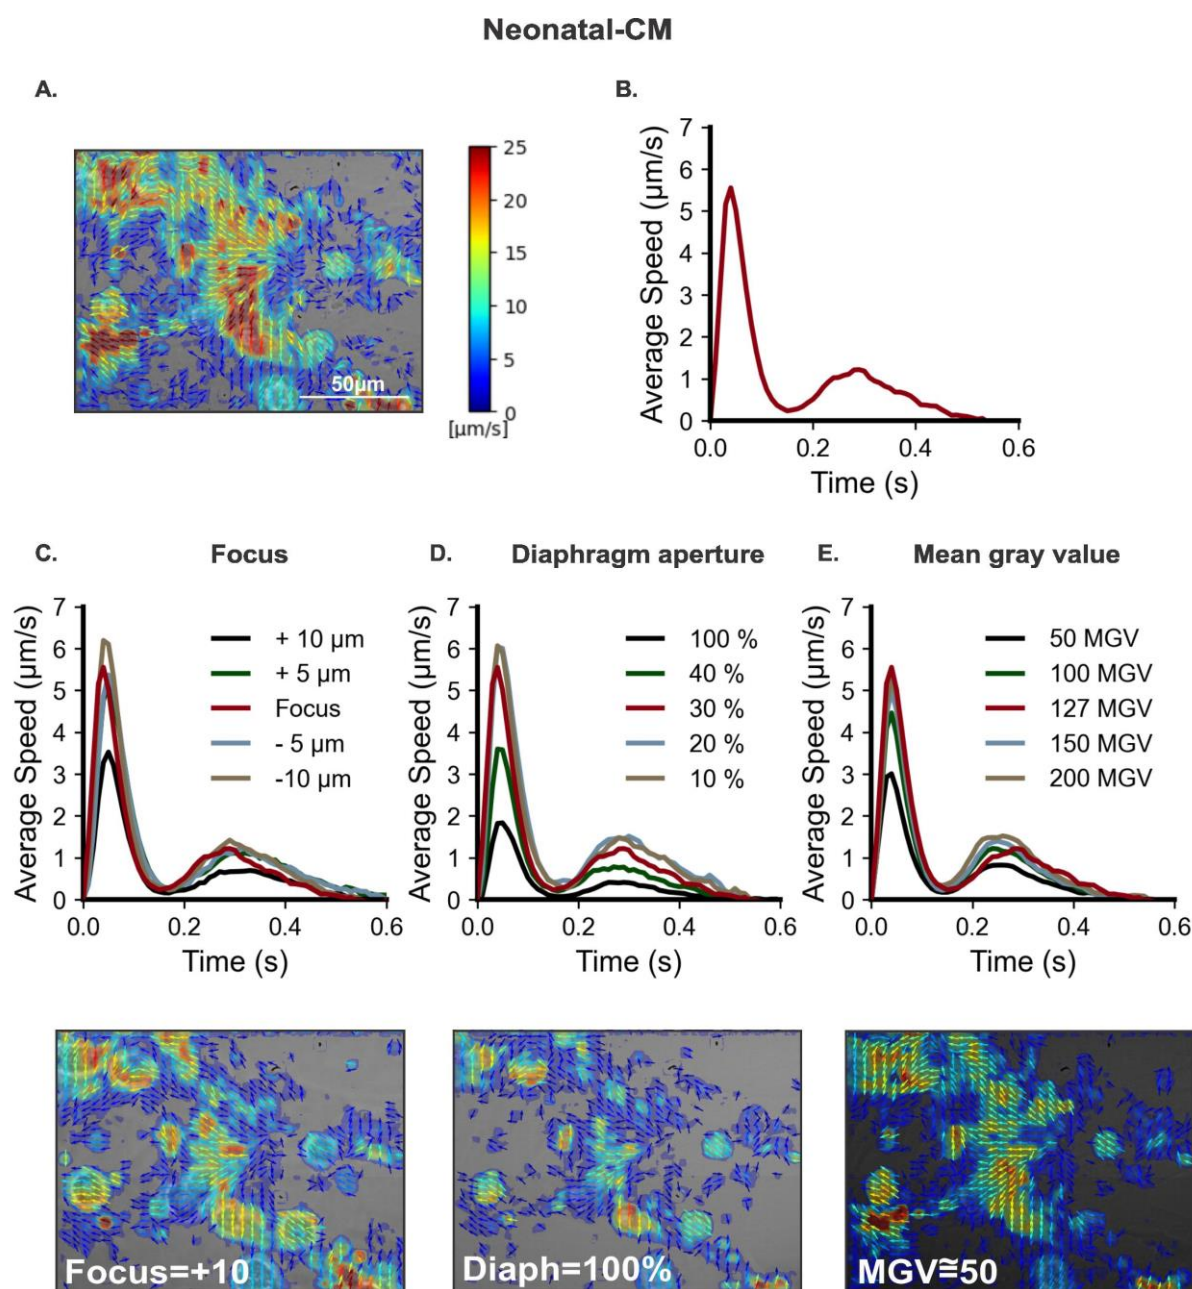 Neonatal-CM
A.
25
20
15
10
5
0
[µm/s]
50µm
B.
Average Speed (µm/s)
7
6
5
4
3
2
1
0
0.0 0.2 0.4 0.6
Time (s)
C. Focus
Average Speed (µm/s)
7
6
5
4
3
2
1
0
+ 10 µm
+ 5 µm
Focus
- 5 µm
-10 µm
0.0 0.2 0.4 0.6
Time (s)
D. Diaphragm aperture
Average Speed (µm/s)
7
6
5
4
3
2
1
0
100 %
40 %
30 %
20 %
10 %
0.0 0.2 0.4 0.6
Time (s)
E. Mean gray value
Average Speed (µm/s)
7
6
5
4
3
2
1
0
50 MGV
100 MGV
127 MGV
150 MGV
200 MGV
0.0 0.2 0.4 0.6
Time (s)
Focus=+10
Diaph=100%
MGV≅50